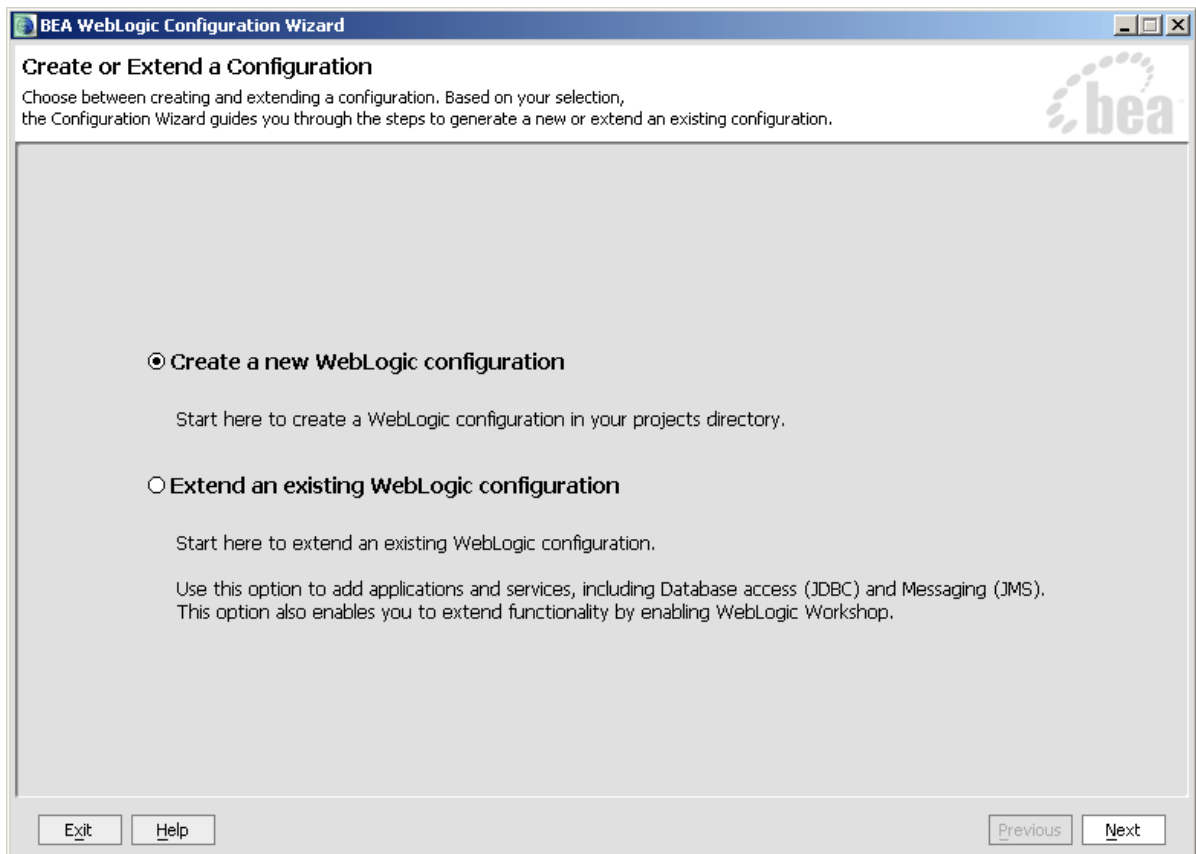 BEA WebLogic Configuration Wizard
Create or Extend a Configuration
Choose between creating and extending a configuration. Based on your selection,
the Configuration Wizard guides you through the steps to generate a new or extend an existing configuration.
bea
Create a new WebLogic configuration
Start here to create a WebLogic configuration in your projects directory.
Extend an existing WebLogic configuration
Start here to extend an existing WebLogic configuration.
Use this option to add applications and services, including Database access (JDBC) and Messaging (JMS).
This option also enables you to extend functionality by enabling WebLogic Workshop.
Exit Help Previous Next